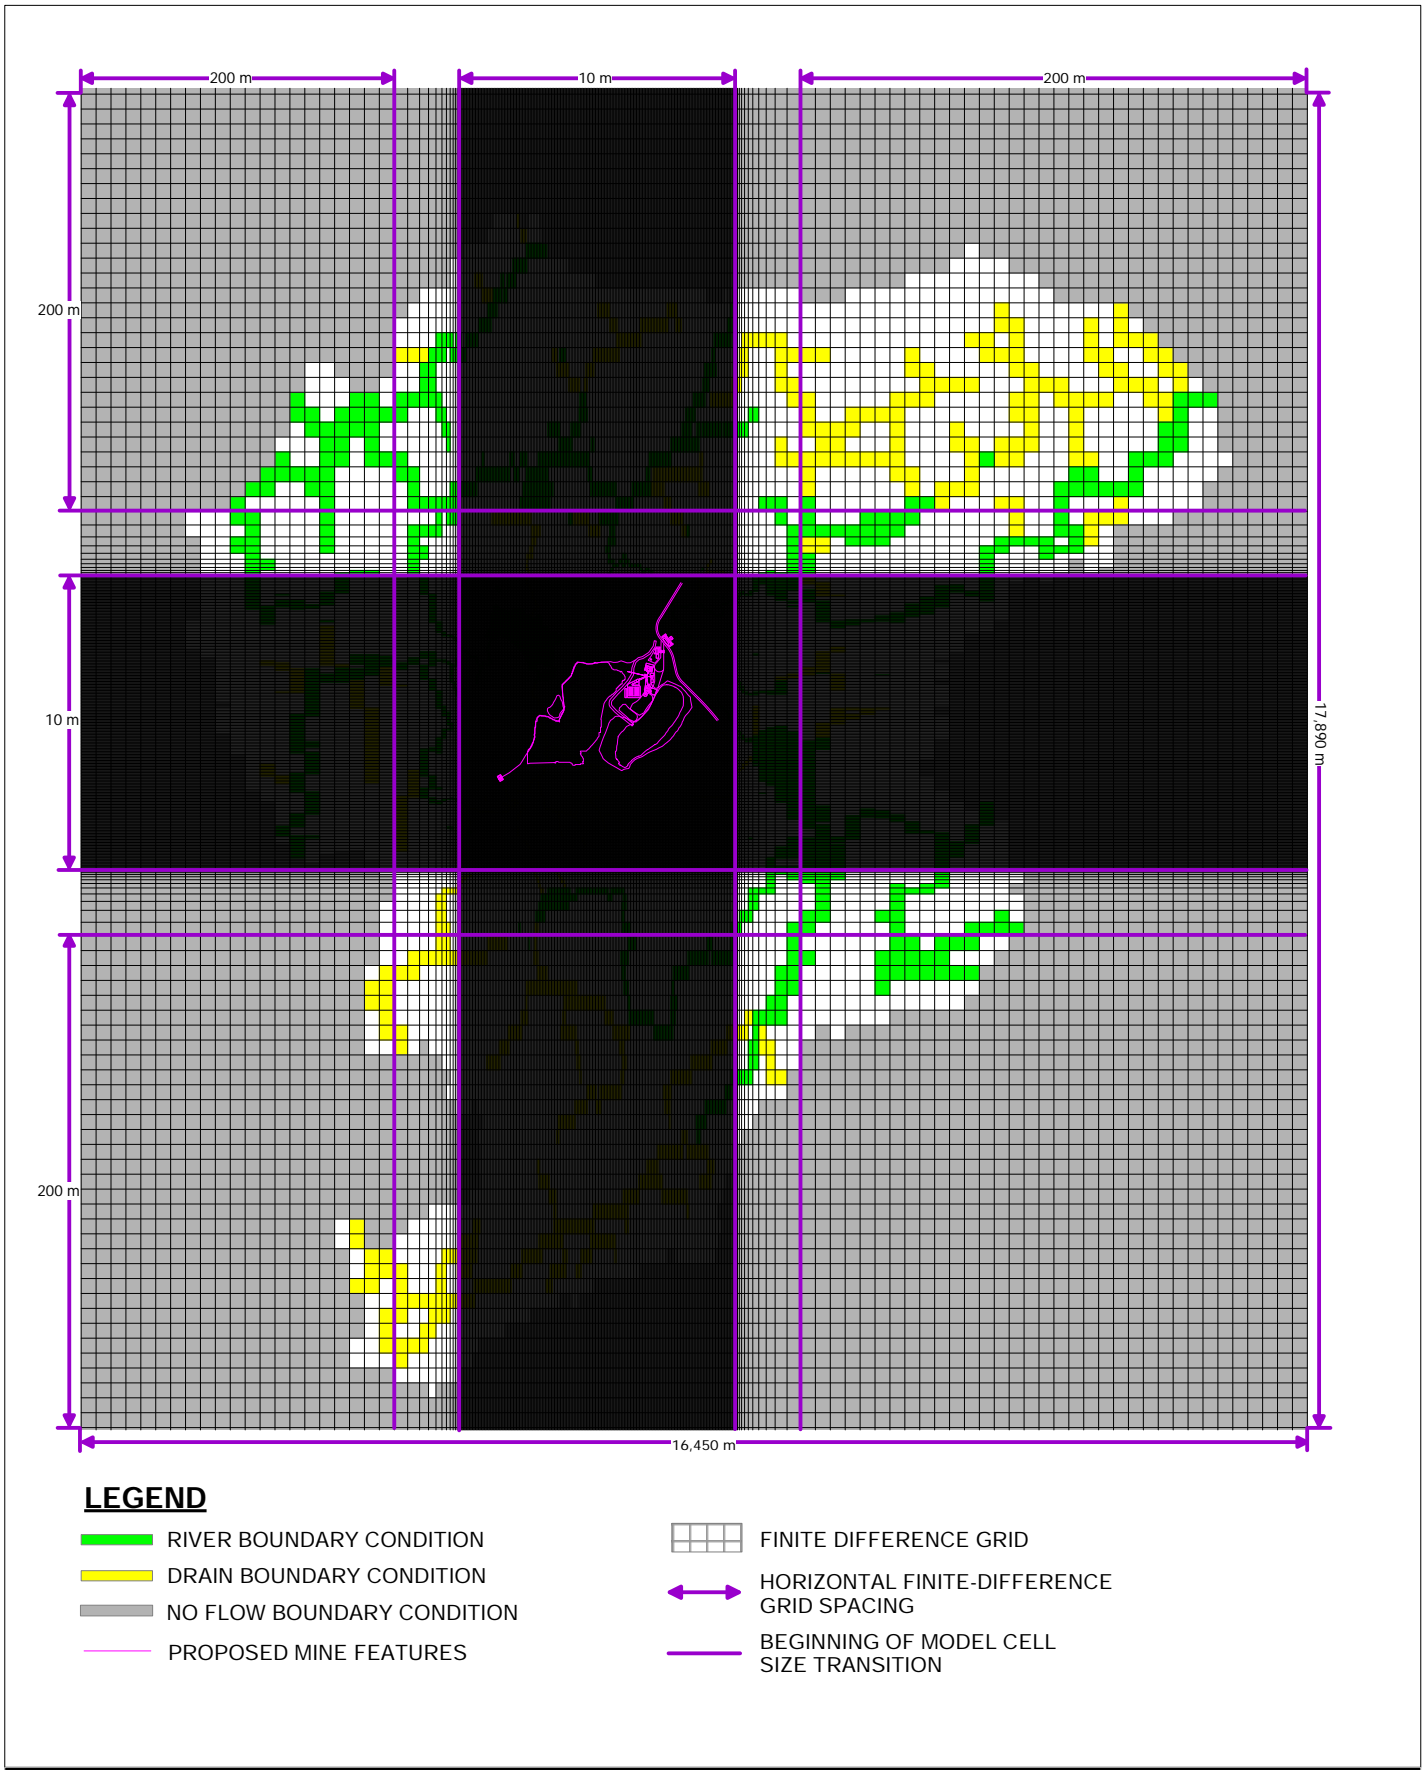 200 m
10 m
200 m
200 m
10 m
17,890 m
200 m
16,450 m
LEGEND
RIVER BOUNDARY CONDITION
DRAIN BOUNDARY CONDITION
NO FLOW BOUNDARY CONDITION
PROPOSED MINE FEATURES
FINITE DIFFERENCE GRID
HORIZONTAL FINITE-DIFFERENCE
GRID SPACING
BEGINNING OF MODEL CELL
SIZE TRANSITION